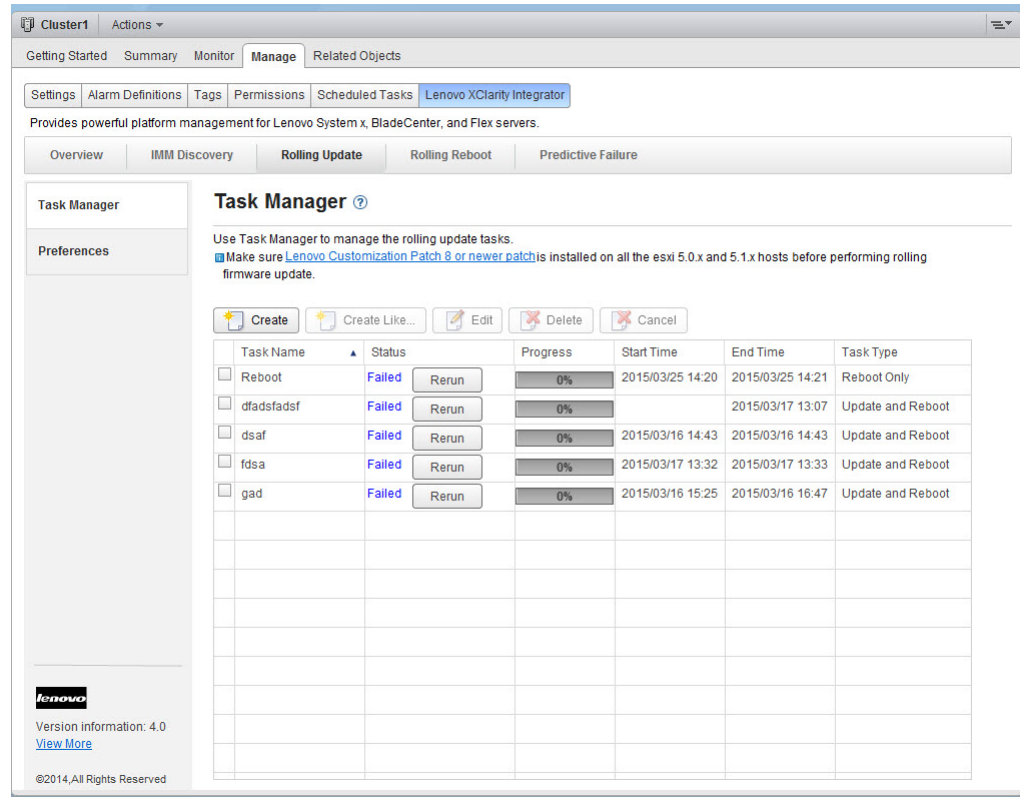 Cluster1 Actions
Getting Started Summary Monitor Manage Related Objects
Settings Alarm Definitions Tags Permissions Scheduled Tasks Lenovo XClarity Integrator
Provides powerful platform management for Lenovo System x, BladeCenter, and Flex servers.
Overview IMM Discovery Rolling Update Rolling Reboot Predictive Failure
Task Manager
Preferences
Task Manager ?
Use Task Manager to manage the rolling update tasks.
Make sure Lenovo Customization Patch 8 or newer patch is installed on all the esxi 5.0.x and 5.1.x hosts before performing rolling
firmware update.
Create Create Like... Edit Delete Cancel
Task Name Status Progress Start Time End Time Task Type
Reboot Failed Rerun 0% 2015/03/25 14:20 2015/03/25 14:21 Reboot Only
dfadsfadsf Failed Rerun 0% 2015/03/17 13:07 Update and Reboot
dsaf Failed Rerun 0% 2015/03/16 14:43 2015/03/16 14:43 Update and Reboot
fdsa Failed Rerun 0% 2015/03/17 13:32 2015/03/17 13:33 Update and Reboot
gad Failed Rerun 0% 2015/03/16 15:25 2015/03/16 16:47 Update and Reboot
lenovo
Version information: 4.0
View More
©2014,All Rights Reserved